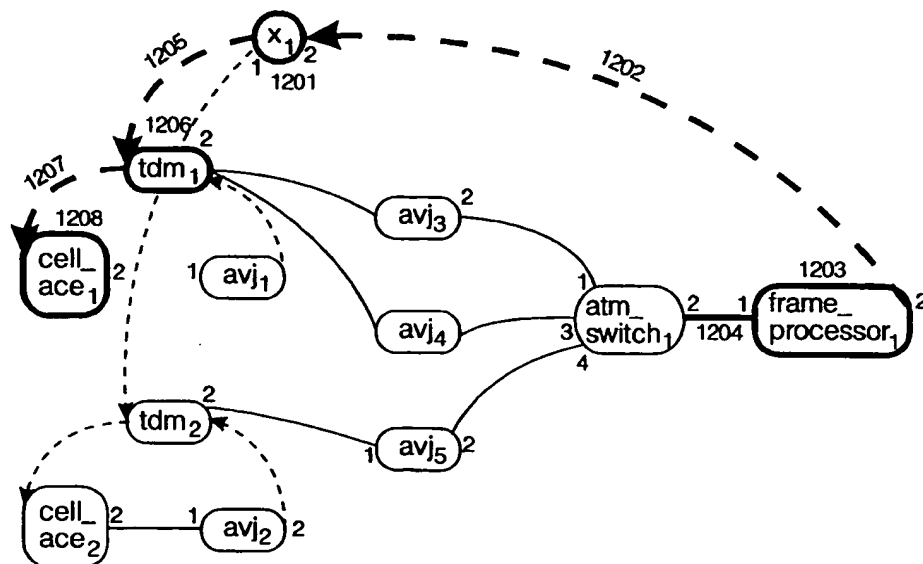 1205
x1
2
1
1201
1202
1206
2
tdm1
1207
1208
cell_
ace1
2
1
avj1
avj3
2
avj4
1
3
4
atm_
switch1
2
1204
1
1203
frame_
processor1
2
tdm2
2
1
avj5
2
cell_
ace2
2
1
avj2
2